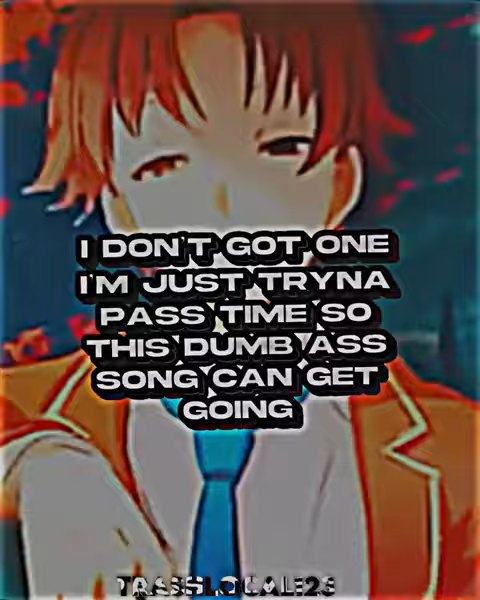 I DON'T GOT ONE
I'M JUST TRYNA
PASS TIME SO
THIS DUMB ASS
SONG CAN GET
GOING